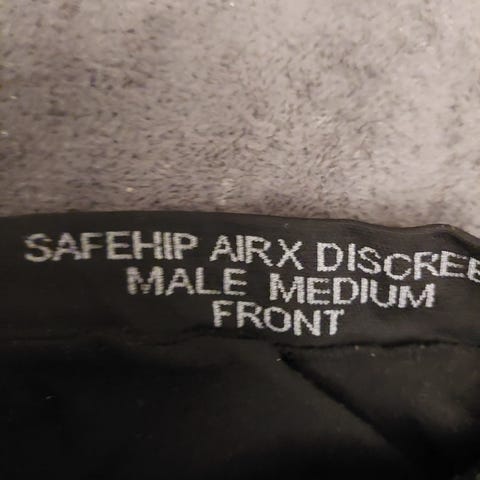 SAFEHIP AIRX DISCREE
MALE MEDIUM
FRONT